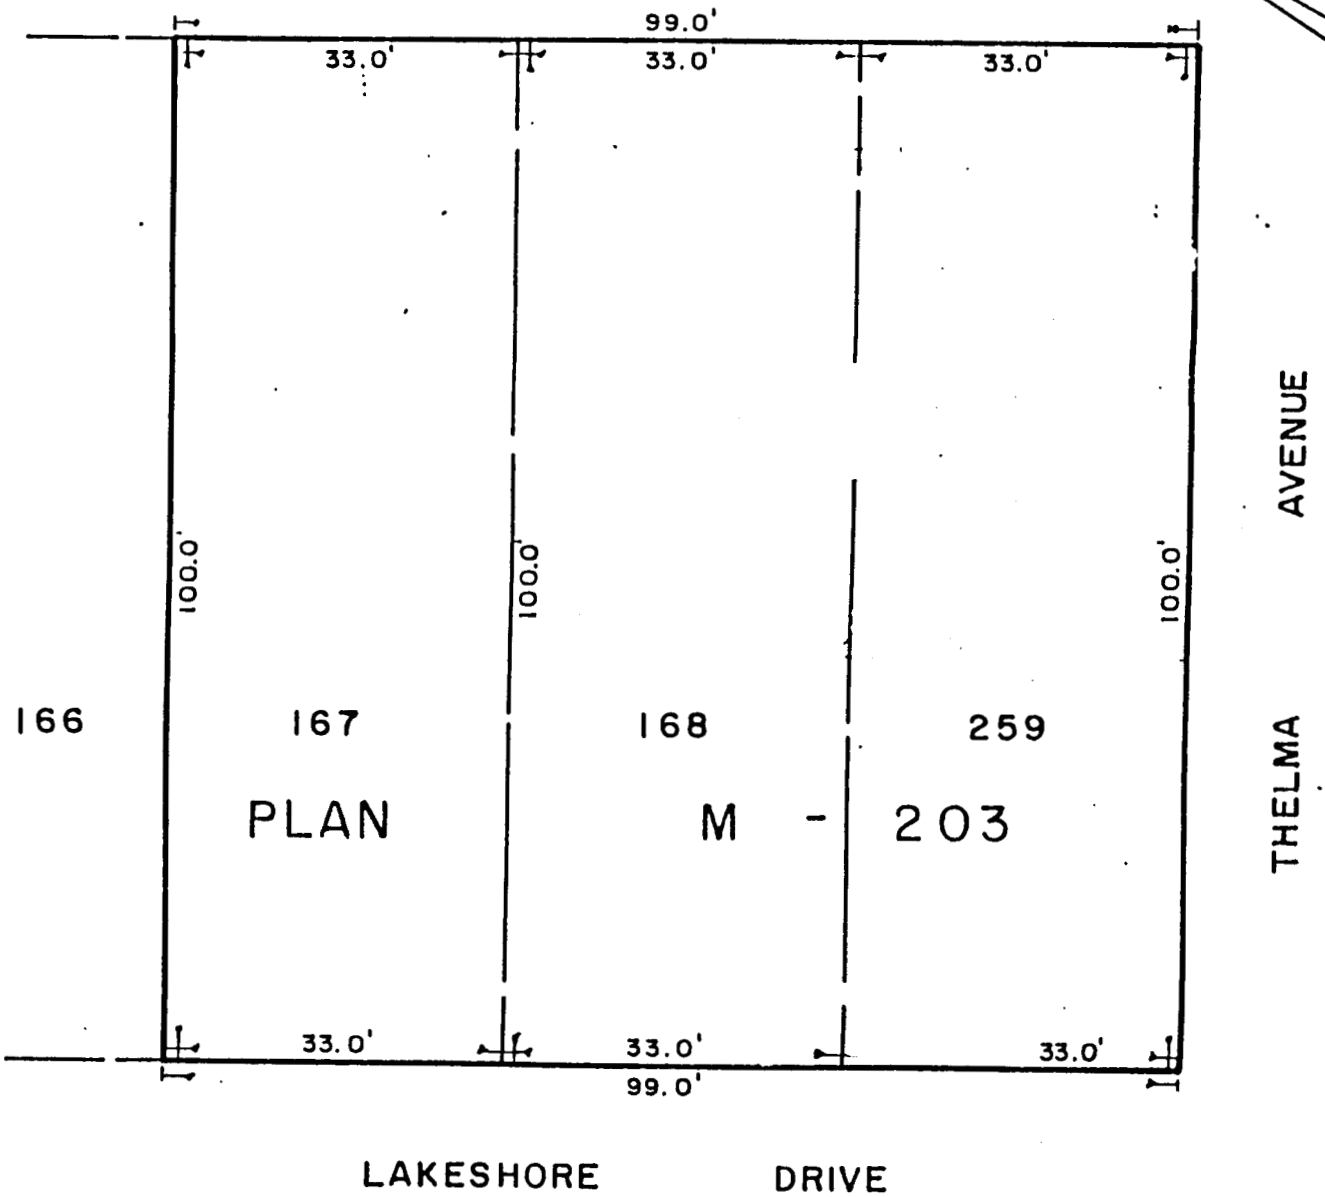 99.0'
33.0' 33.0' 33.0'
AVENUE
100.0' 100.0' 100.0'
166 167 168 259
THELMA
PLAN M - 203
33.0' 33.0' 33.0'
99.0'
LAKESHORE DRIVE